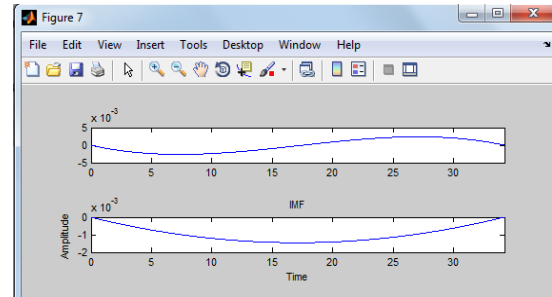 Figure 7
File Edit View Insert Tools Desktop Window Help
x 10⁻³
5
0
-5
0 5 10 15 20 25 30
x 10⁻³
IMF
0
-1
-2
Amplitude
0 5 10 15 20 25 30
Time